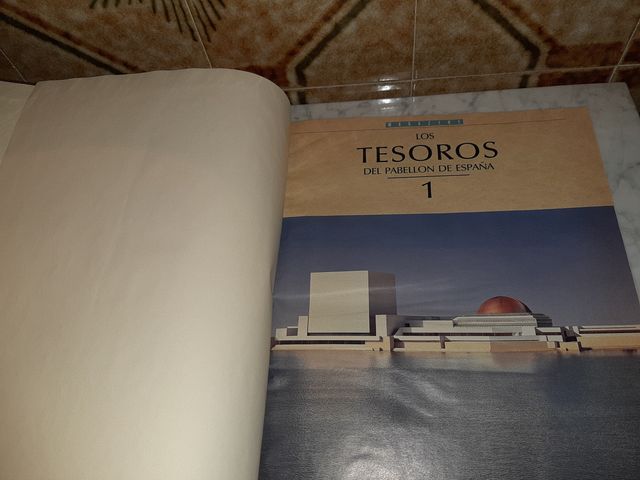 LOS
TESOROS
DEL PABELLON DE ESPAÑA
1